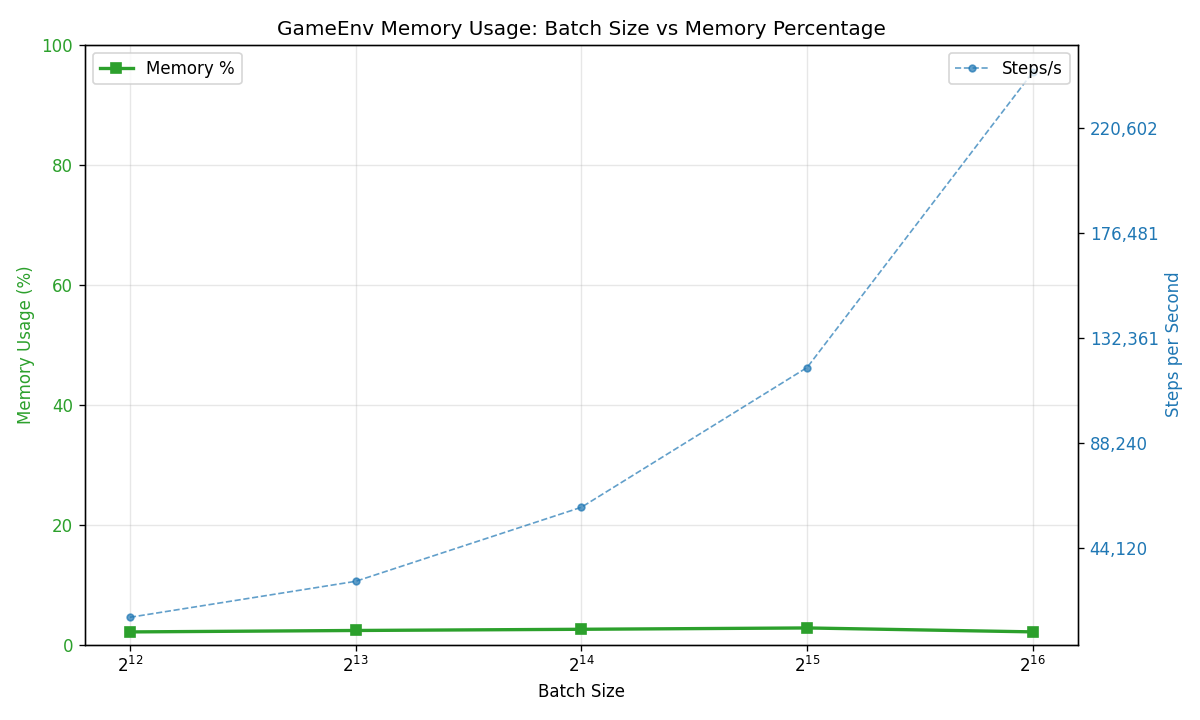 GameEnv Memory Usage: Batch Size vs Memory Percentage
Memory %
Steps/s
100
80
60
40
20
0
Memory Usage (%)
220,602
176,481
132,361
88,240
44,120
Steps per Second
2^12 2^13 2^14 2^15 2^16
Batch Size